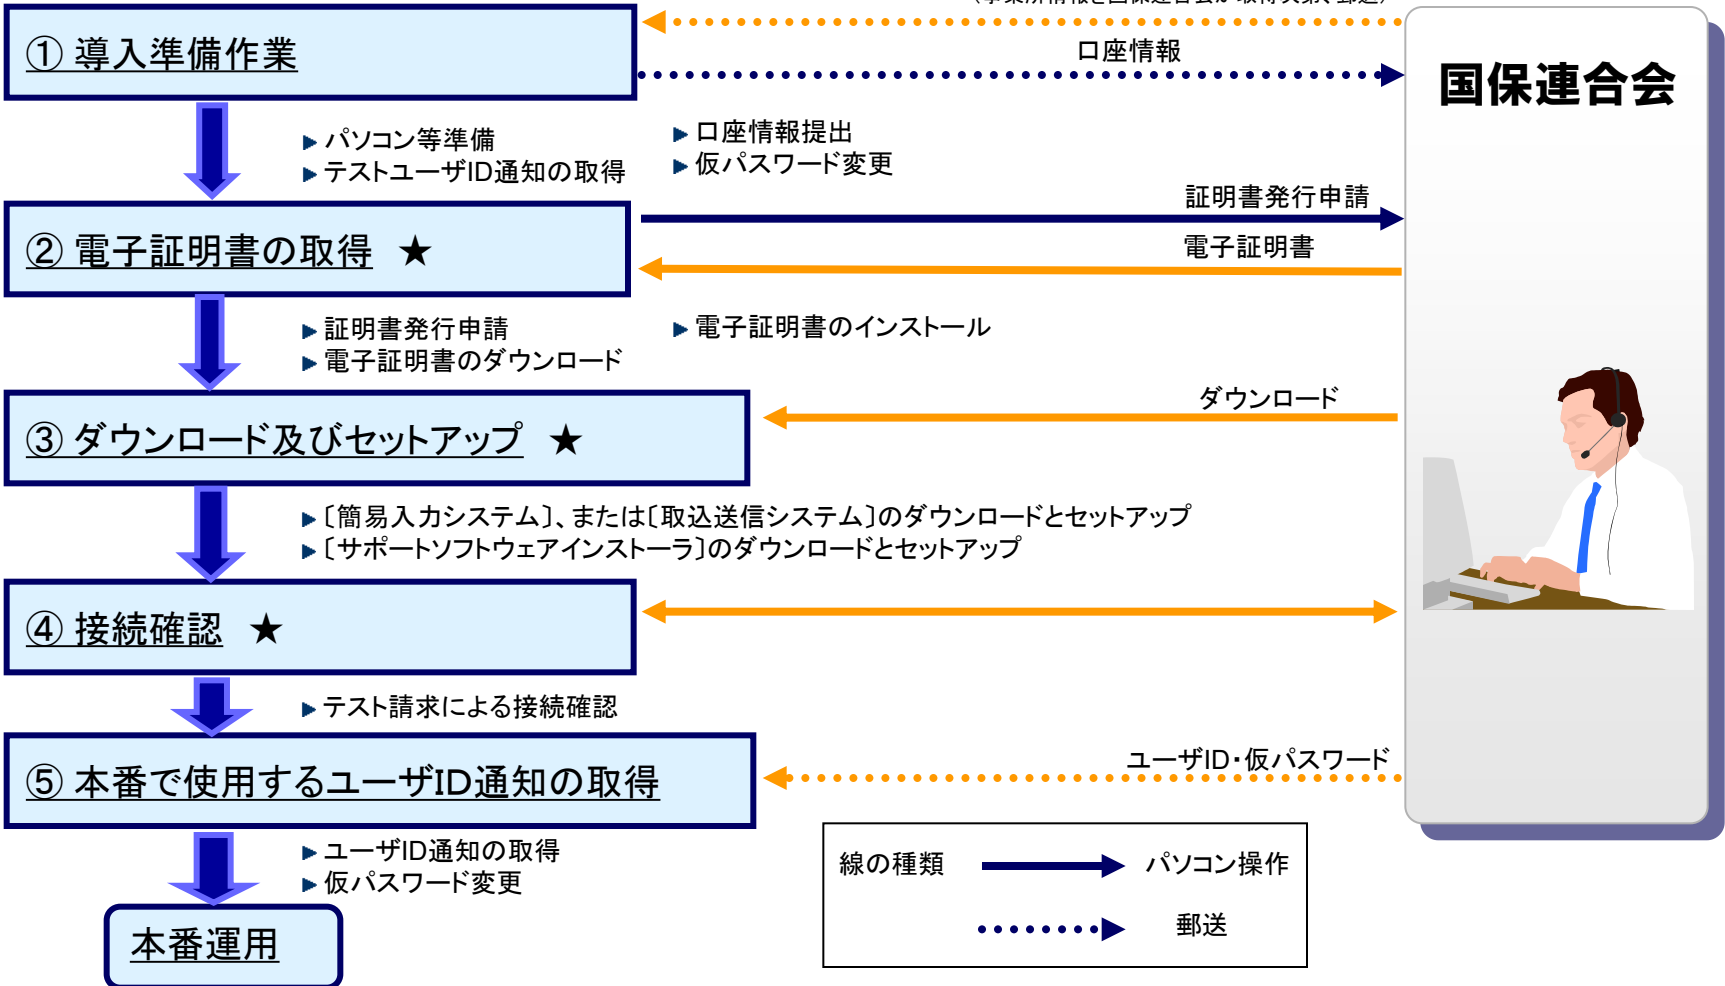 ① 導入準備作業
口座情報
国保連合会
▶ パソコン等準備
▶ テストユーザID通知の取得
▶ 口座情報提出
▶ 仮パスワード変更
証明書発行申請
② 電子証明書の取得 ★
電子証明書
▶ 証明書発行申請
▶ 電子証明書のダウンロード
▶ 電子証明書のインストール
ダウンロード
③ ダウンロード及びセットアップ ★
▶ 〔簡易入力システム〕、または〔取込送信システム〕のダウンロードとセットアップ
▶ 〔サポートソフトウェアインストーラ〕のダウンロードとセットアップ
④ 接続確認 ★
▶ テスト請求による接続確認
ユーザID・仮パスワード
⑤ 本番で使用するユーザID通知の取得
▶ ユーザID通知の取得
▶ 仮パスワード変更
線の種類
パソコン操作
郵送
本番運用